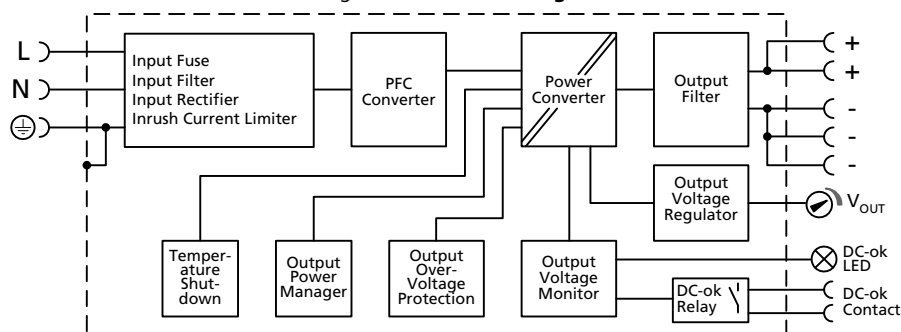 L
N
Input Fuse
Input Filter
Input Rectifier
Inrush Current Limiter
PFC
Converter
Power
Converter
Output
Filter
+
+
-
-
-
Output
Voltage
Regulator
VOUT
Temper-
ature
Shut-
down
Output
Power
Manager
Output
Over-
Voltage
Protection
Output
Voltage
Monitor
DC-ok
LED
DC-ok
Relay
DC-ok
Contact